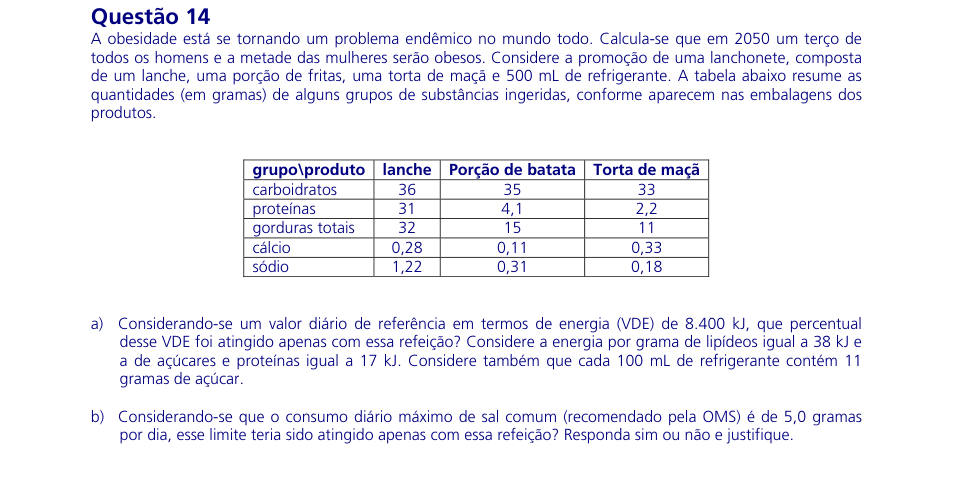 Questão 14
A obesidade está se tornando um problema endêmico no mundo todo. Calcula-se que em 2050 um terço de
todos os homens e a metade das mulheres serão obesos. Considere a promoção de uma lanchonete, composta
de um lanche, uma porção de fritas, uma torta de maçã e 500 mL de refrigerante. A tabela abaixo resume as
quantidades (em gramas) de alguns grupos de substâncias ingeridas, conforme aparecem nas embalagens dos
produtos.
grupo\produto lanche Porção de batata Torta de maçã
carboidratos 36 35 33
proteínas 31 4,1 2,2
gorduras totais 32 15 11
cálcio 0,28 0,11 0,33
sódio 1,22 0,31 0,18
a) Considerando-se um valor diário de referência em termos de energia (VDE) de 8.400 kJ, que percentual
desse VDE foi atingido apenas com essa refeição? Considere a energia por grama de lipídeos igual a 38 kJ e
a de açúcares e proteínas igual a 17 kJ. Considere também que cada 100 mL de refrigerante contém 11
gramas de açúcar.
b) Considerando-se que o consumo diário máximo de sal comum (recomendado pela OMS) é de 5,0 gramas
por dia, esse limite teria sido atingido apenas com essa refeição? Responda sim ou não e justifique.